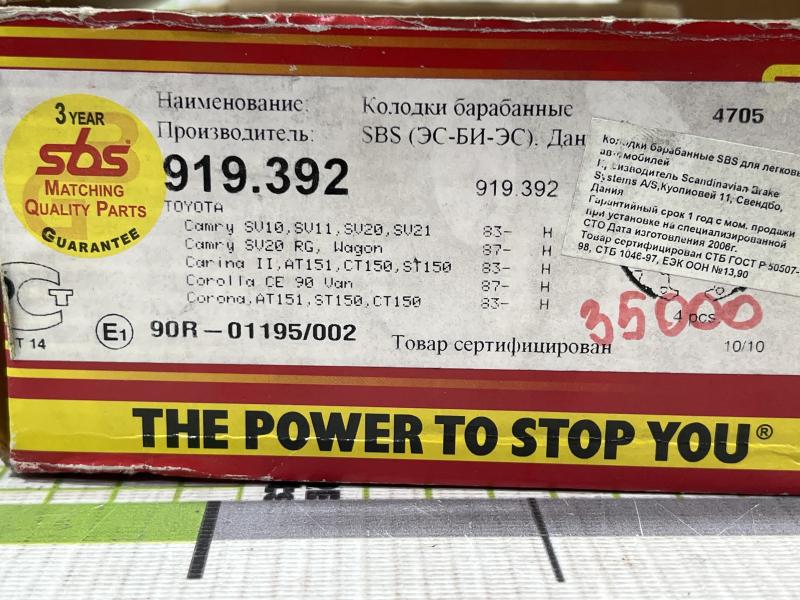 3 YEAR
sbs
MATCHING
QUALITY PARTS
GUARANTEE
Наименование: Колодки барабанные
4705
Производитель: SBS (ЭС-БИ-ЭС). Дан
919.392
919.392
TOYOTA
Camry SV10,SV11,SV20,SV21 83- H
Camry SV20 RG, Wagon 87- H
Carina II,AT151,CT150,ST150 83- H
Corolla CE 90 Van 87- H
Corona,AT151,ST150,CT150 83- H
Колодки барабанные SBS для легковы
автомобилей
Scandinavian Brake
Systems A/S,Куопиовей 11, Свендбо,
Дания
Гарантийный срок 1 год с мом. продажи
при установке на специализированной
СТО Дата изготовления 2006г.
Товар сертифицирован СТБ ГОСТ Р 50507-
98, СТБ 1046-97, ЕЭК ООН №13,90
35000
4 pcs
T 14
E1
90R-01195/002
Товар сертифицирован
10/10
THE POWER TO STOP YOU®